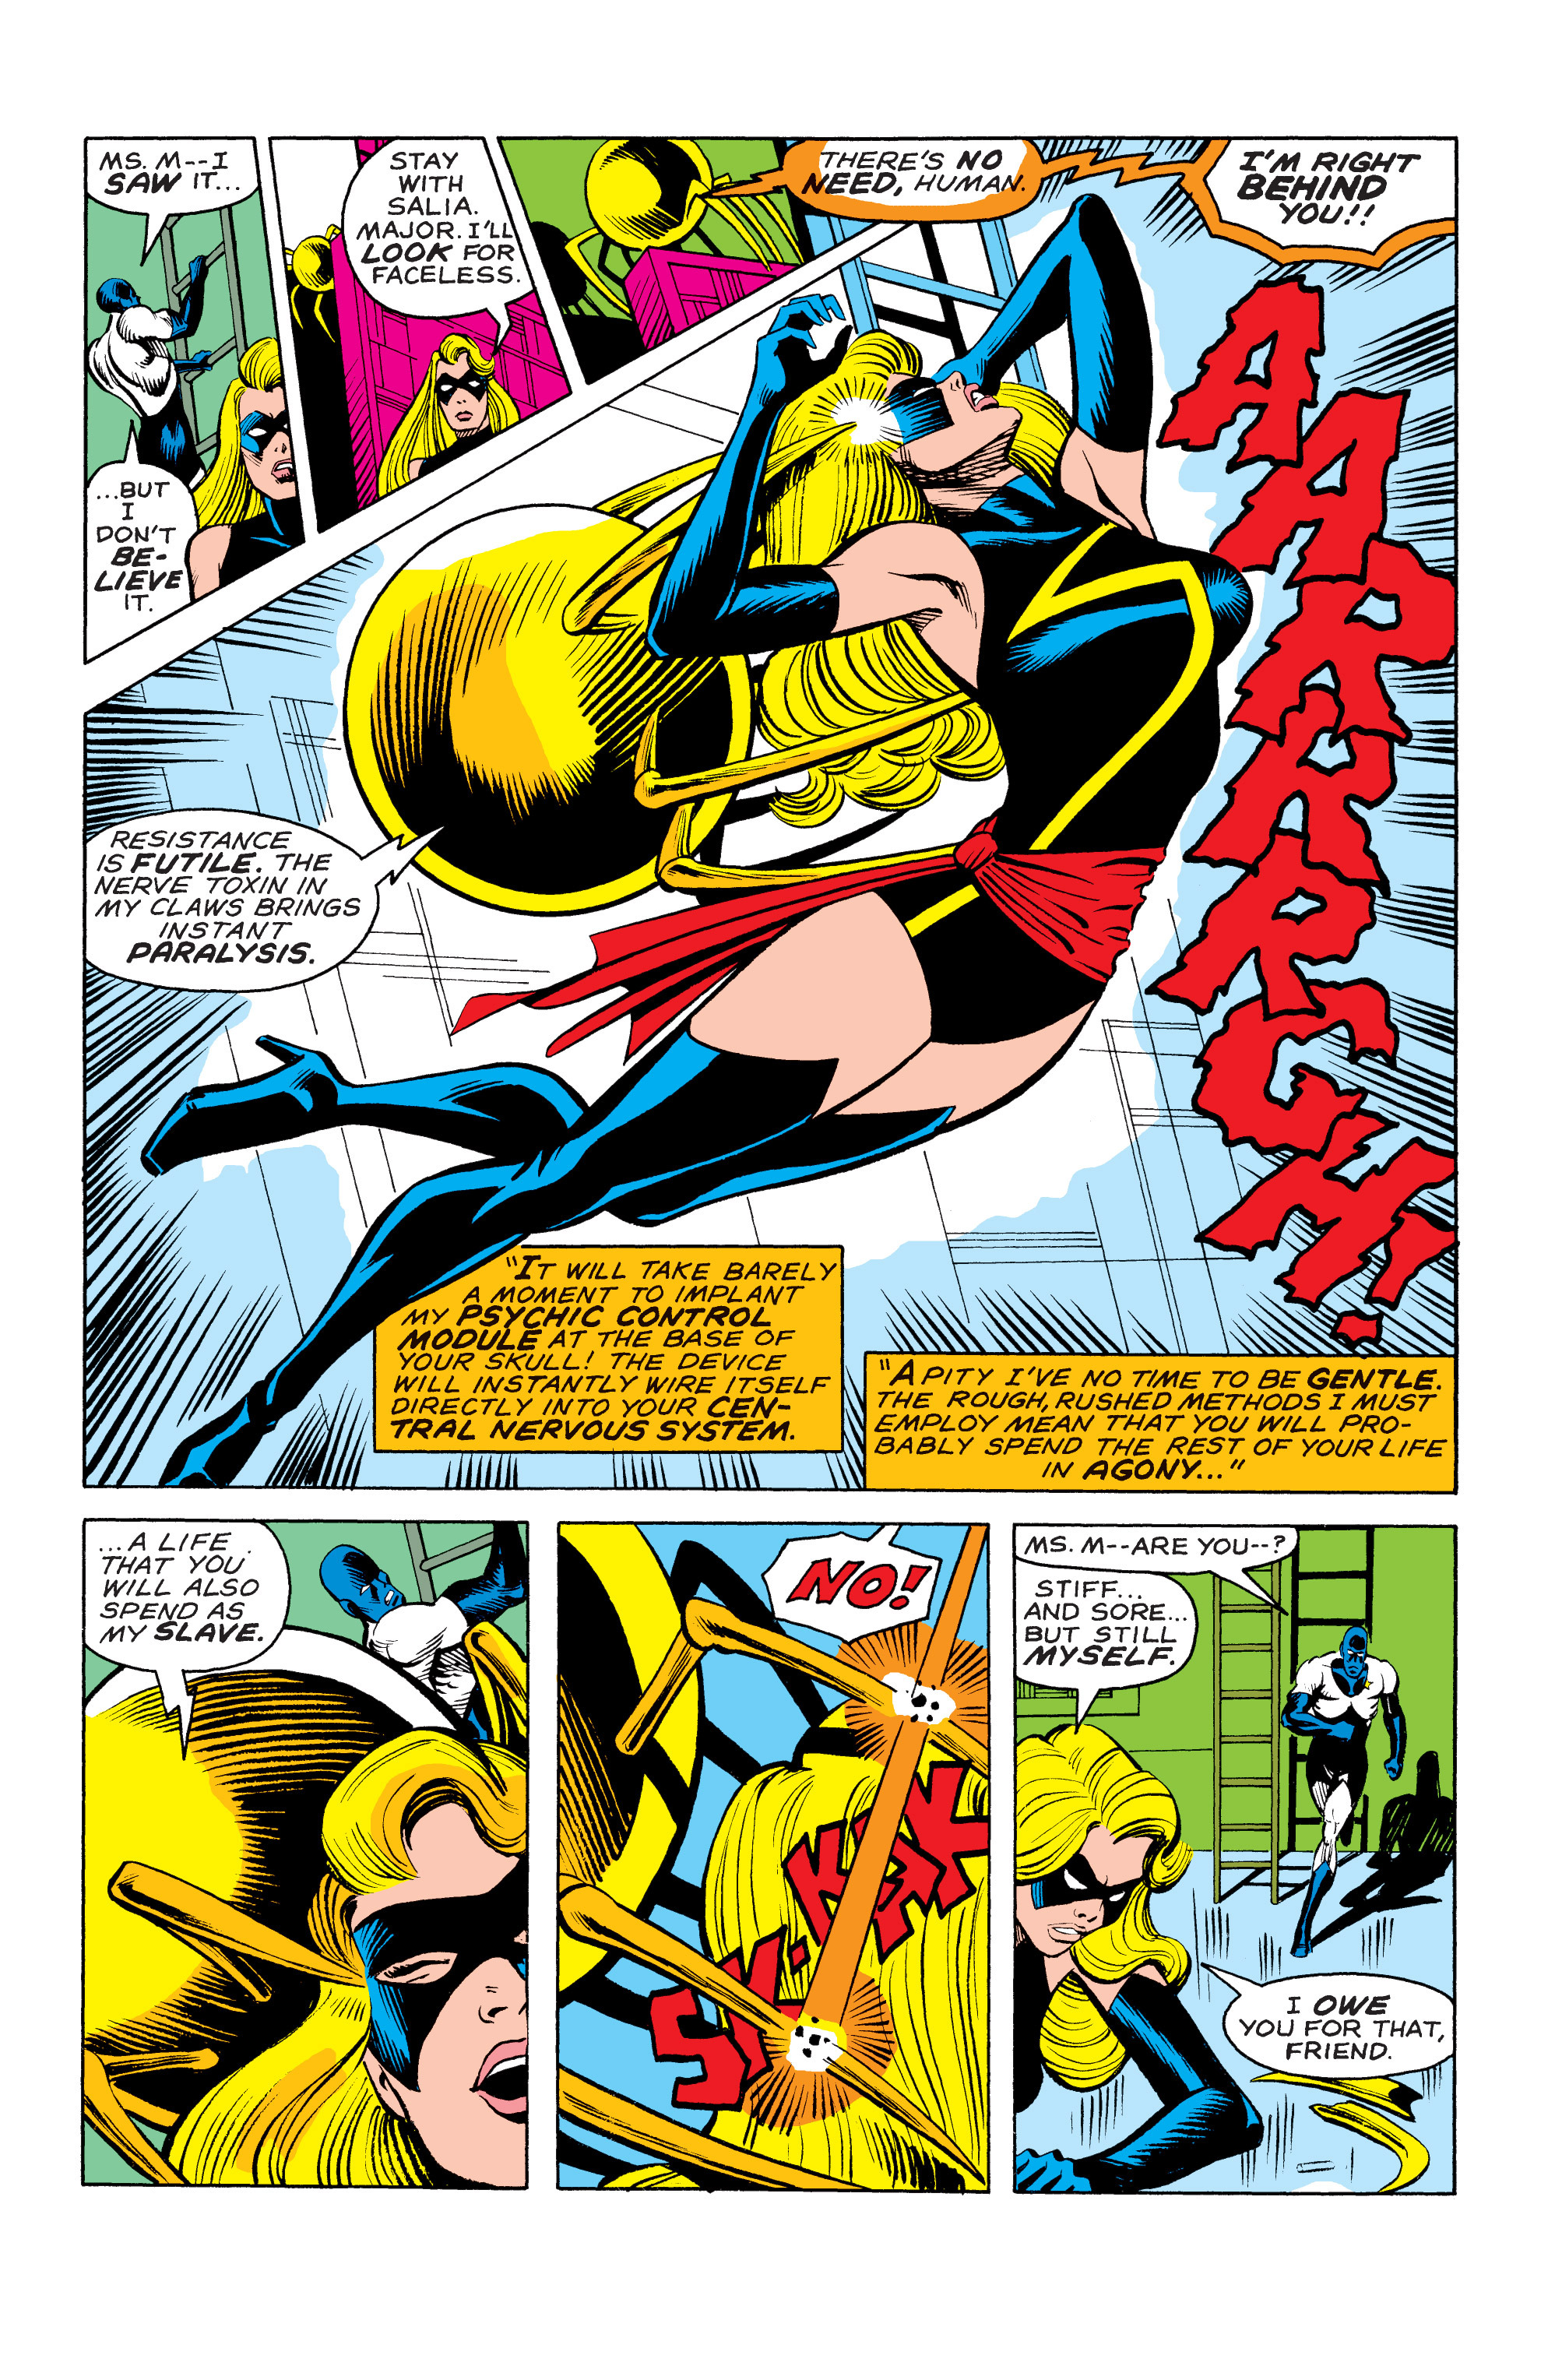 MS. M--I
SAW IT...
...BUT
I
DON'T
BE-
LIEVE
IT.
STAY
WITH
SALIA.
MAJOR. I'LL
LOOK FOR
FACELESS.
THERE'S NO
NEED, HUMAN.
I'M RIGHT
BEHIND
YOU!!
AARRRGH!
RESISTANCE
IS FUTILE. THE
NERVE TOXIN IN
MY CLAWS BRINGS
INSTANT
PARALYSIS.
"IT WILL TAKE BARELY
A MOMENT TO IMPLANT
MY PSYCHIC CONTROL
MODULE AT THE BASE OF
YOUR SKULL! THE DEVICE
WILL INSTANTLY WIRE ITSELF
DIRECTLY INTO YOUR CEN-
TRAL NERVOUS SYSTEM.
"A PITY I'VE NO TIME TO BE GENTLE.
THE ROUGH, RUSHED METHODS I MUST
EMPLOY MEAN THAT YOU WILL PRO-
BABLY SPEND THE REST OF YOUR LIFE
IN AGONY..."
...A LIFE
THAT YOU
WILL ALSO
SPEND AS
MY SLAVE.
NO!
SK-KAK
MS. M--ARE YOU--?
STIFF...
AND SORE...
BUT STILL
MYSELF.
I OWE
YOU FOR THAT,
FRIEND.